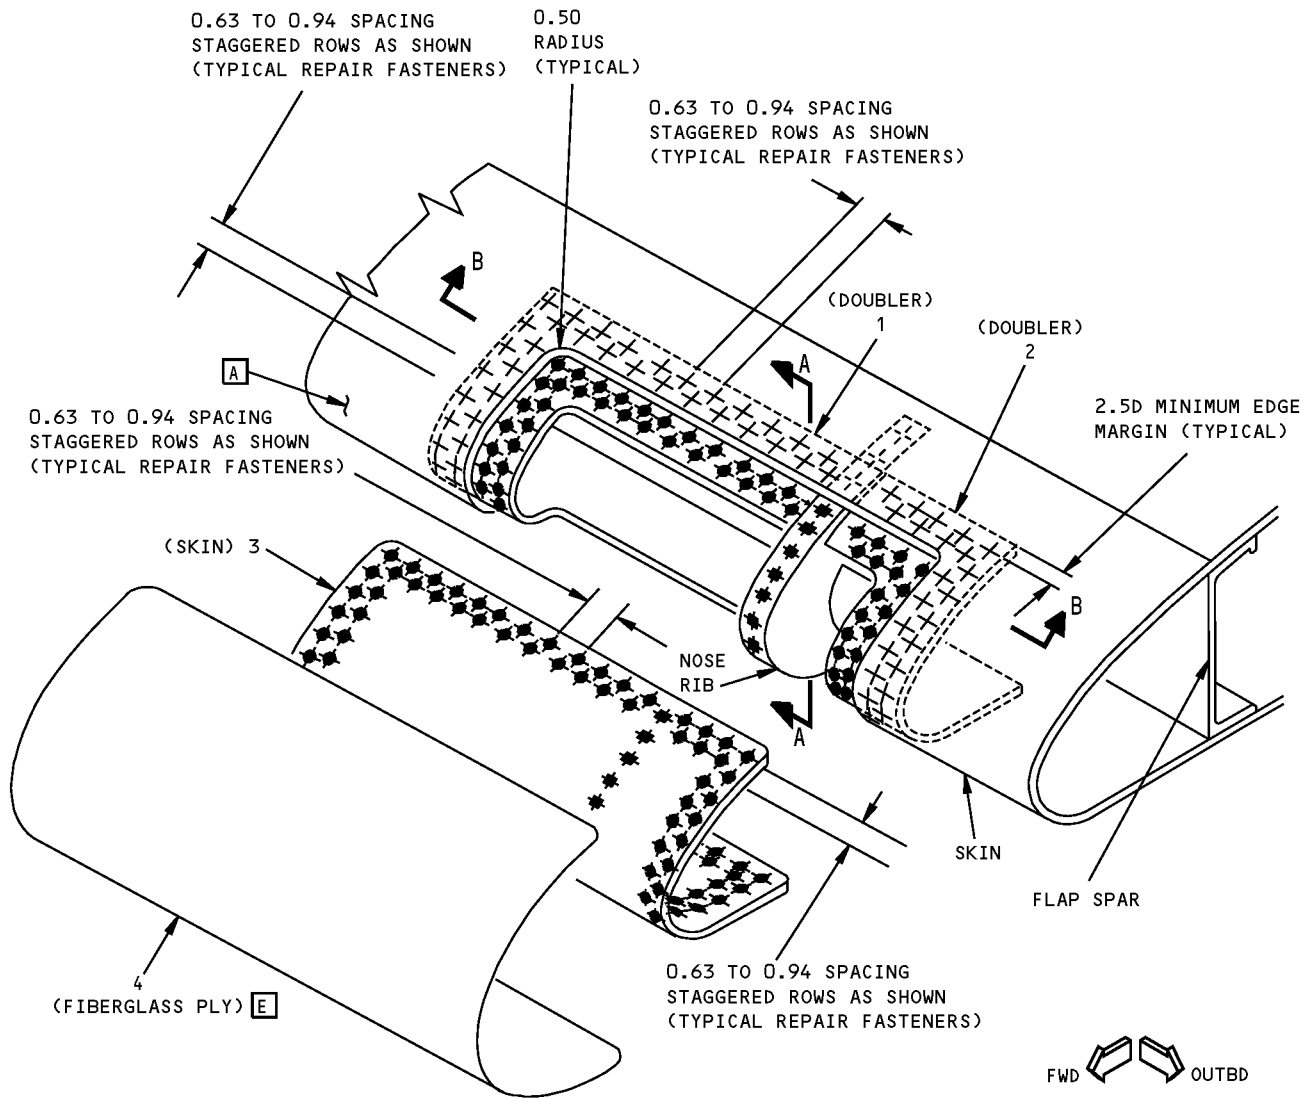 0.63 TO 0.94 SPACING
STAGGERED ROWS AS SHOWN
(TYPICAL REPAIR FASTENERS)
0.50
RADIUS
(TYPICAL)
0.63 TO 0.94 SPACING
STAGGERED ROWS AS SHOWN
(TYPICAL REPAIR FASTENERS)
B
(DOUBLER)
1
(DOUBLER)
2
A
A
2.5D MINIMUM EDGE
MARGIN (TYPICAL)
0.63 TO 0.94 SPACING
STAGGERED ROWS AS SHOWN
(TYPICAL REPAIR FASTENERS)
(SKIN) 3
B
NOSE
RIB
A
SKIN
FLAP SPAR
4
(FIBERGLASS PLY) E
0.63 TO 0.94 SPACING
STAGGERED ROWS AS SHOWN
(TYPICAL REPAIR FASTENERS)
FWD
OUTBD